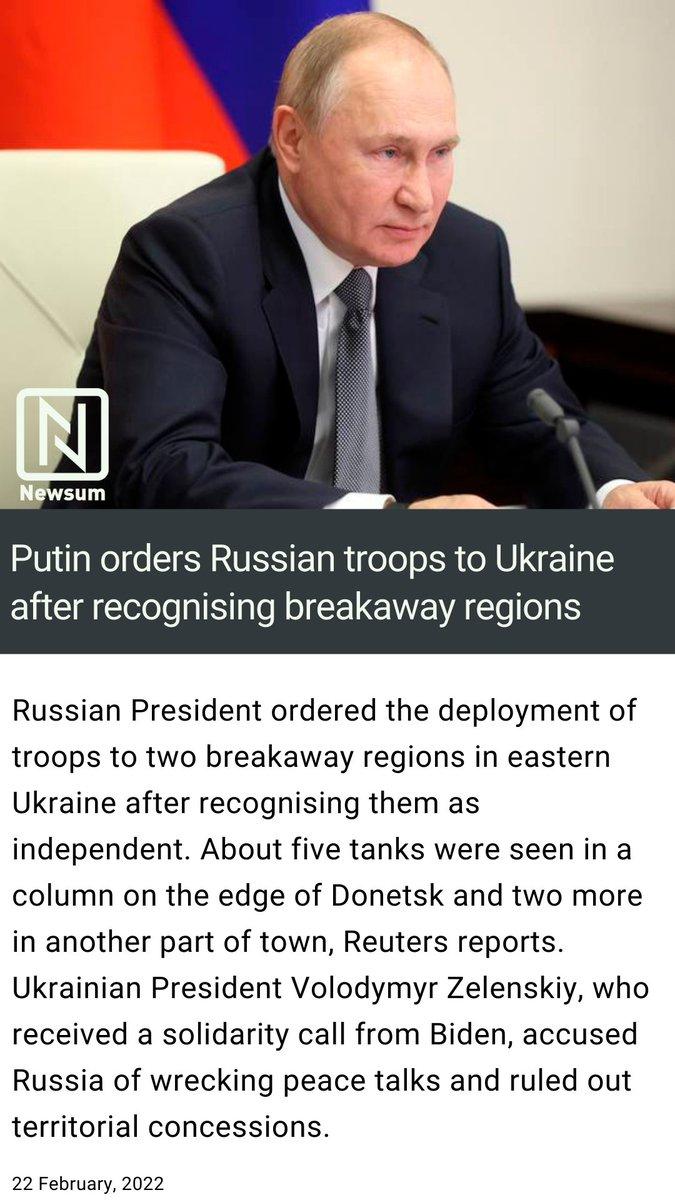 N
Newsum
Putin orders Russian troops to Ukraine
after recognising breakaway regions
Russian President ordered the deployment of
troops to two breakaway regions in eastern
Ukraine after recognising them as
independent. About five tanks were seen in a
column on the edge of Donetsk and two more
in another part of town, Reuters reports.
Ukrainian President Volodymyr Zelenskiy, who
received a solidarity call from Biden, accused
Russia of wrecking peace talks and ruled out
territorial concessions.
22 February, 2022